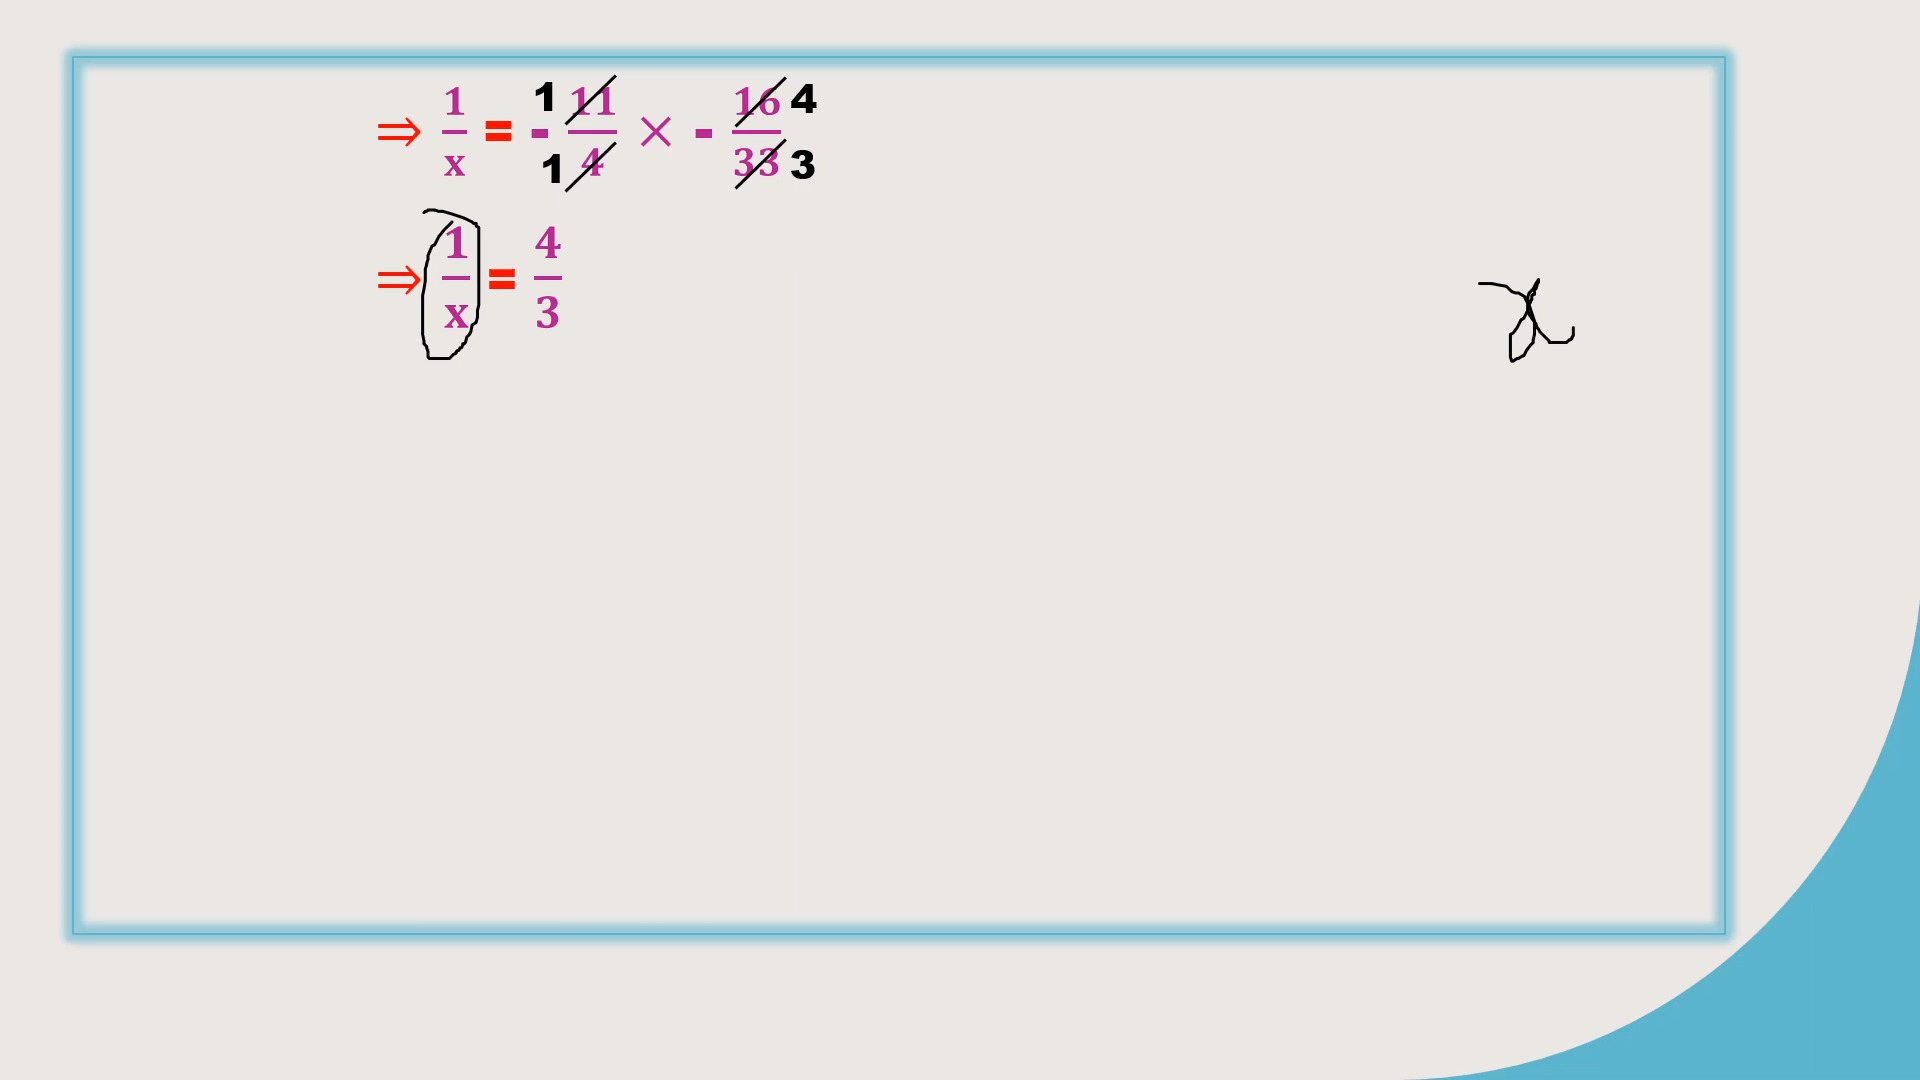 ⇒ 1/x = - 1 11/4 1 × - 16/33 4 3
⇒ 1/x = 4/3
x